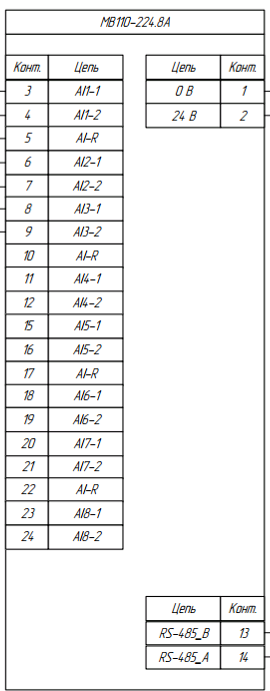 МВ110-224.8А
Конт. Цепь
3 AI1-1
4 AI1-2
5 AI-R
6 AI2-1
7 AI2-2
8 AI3-1
9 AI3-2
10 AI-R
11 AI4-1
12 AI4-2
15 AI5-1
16 AI5-2
17 AI-R
18 AI6-1
19 AI6-2
20 AI7-1
21 AI7-2
22 AI-R
23 AI8-1
24 AI8-2
Цепь Конт.
0 В 1
24 В 2
Цепь Конт.
RS-485_B 13
RS-485_A 14